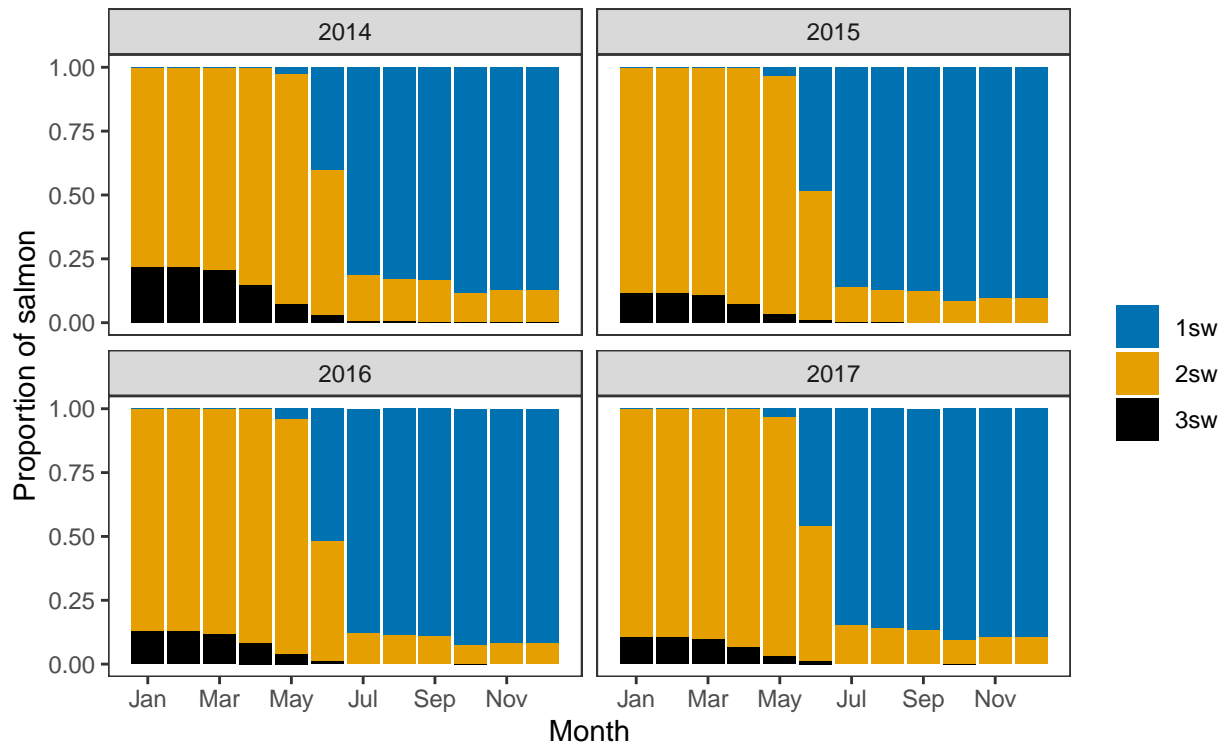 2014
2015
1.00
0.75
0.50
0.25
0.00
2016
2017
1.00
0.75
0.50
0.25
0.00
Jan Mar May Jul Sep Nov
Jan Mar May Jul Sep Nov
Month
Proportion of salmon
1sw
2sw
3sw